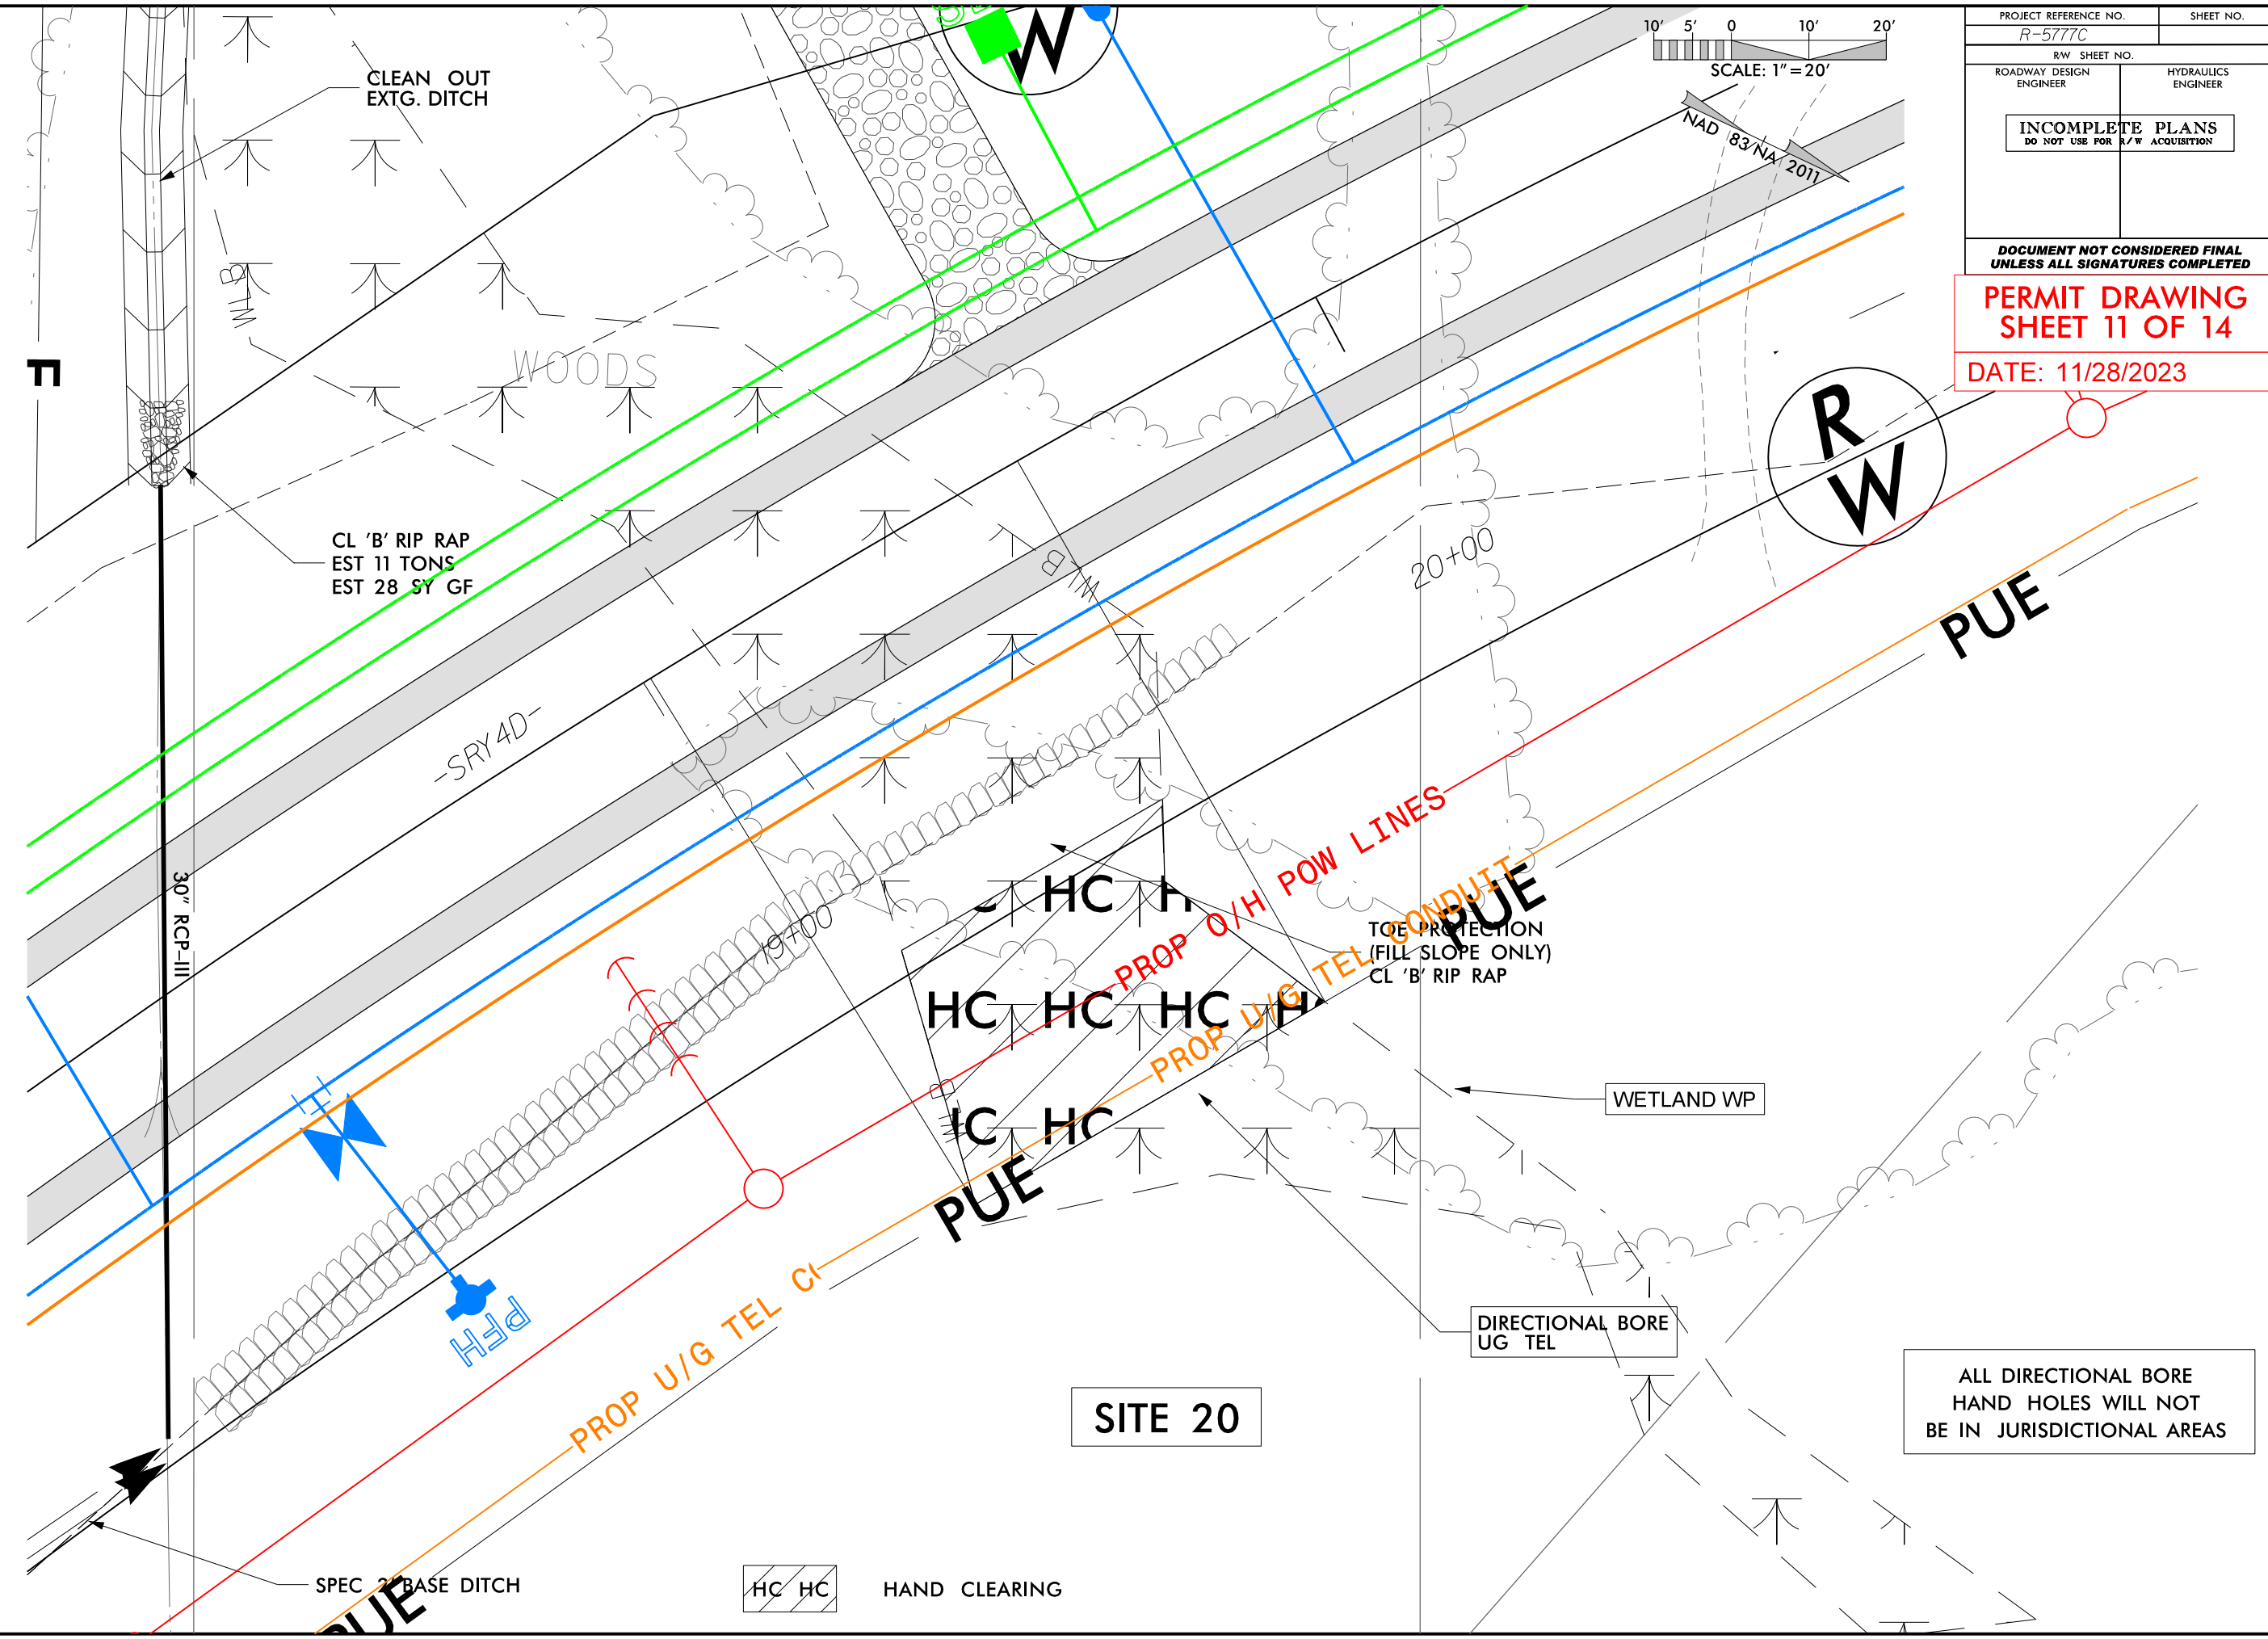 10' 5' 0 10' 20'
SCALE: 1"=20'
NAD 83/NA 2011
PROJECT REFERENCE NO.
SHEET NO.
R-5777C
RW SHEET NO.
ROADWAY DESIGN
ENGINEER
HYDRAULICS
ENGINEER
INCOMPLETE PLANS
DO NOT USE FOR R/W ACQUISITION
DOCUMENT NOT CONSIDERED FINAL
UNLESS ALL SIGNATURES COMPLETED
PERMIT DRAWING
SHEET 11 OF 14
DATE: 11/28/2023
CLEAN OUT
EXTG. DITCH
W
WLB
F
WOODS
CL 'B' RIP RAP
EST 11 TONS
EST 28 SY GF
R
W
WLB
20+00
PUE
-SRY4D-
30" RCP-III
19+00
HC
HC HC HC
HC
PROP O/H POW LINES
PROP U/G TEL CONDUIT
PUE
TOE PROTECTION
(FILL SLOPE ONLY)
CL 'B' RIP RAP
WLB
WETLAND WP
PUE
PFH
PROP U/G TEL
DIRECTIONAL BORE
UG TEL
SITE 20
ALL DIRECTIONAL BORE
HAND HOLES WILL NOT
BE IN JURISDICTIONAL AREAS
SPEC 2' BASE DITCH
PUE
HC HC
HAND CLEARING